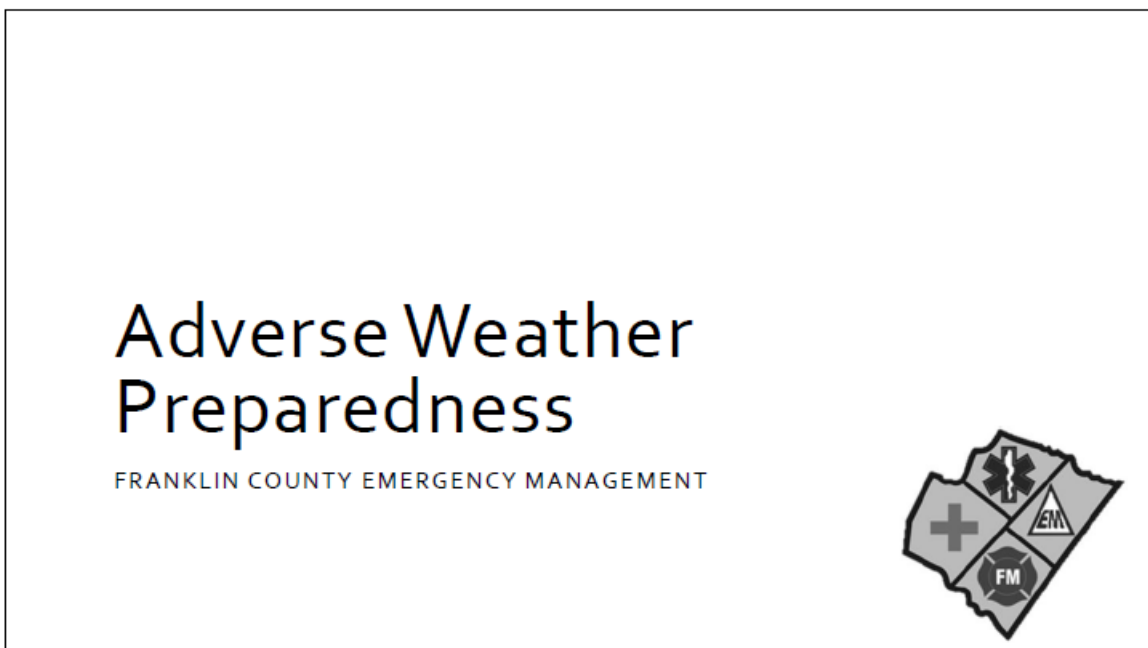 Adverse Weather
Preparedness
FRANKLIN COUNTY EMERGENCY MANAGEMENT
EM
FM